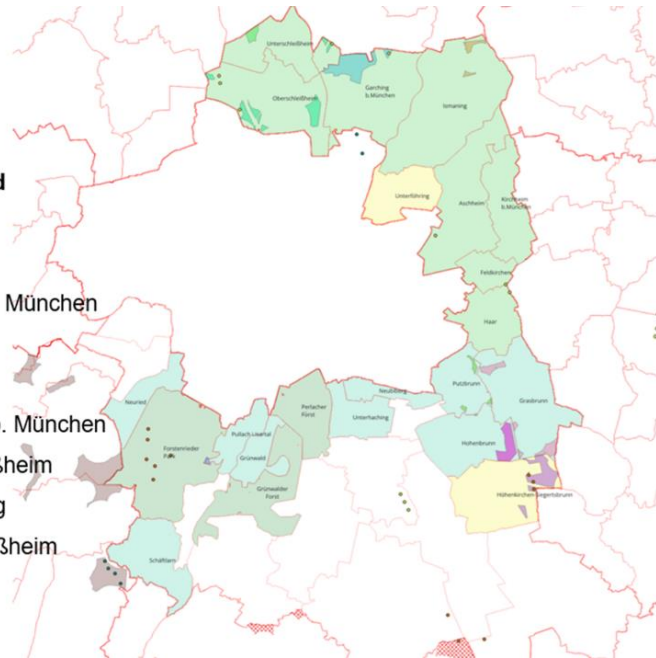 Unterschleißheim
Garching
b.München
Oberschleißheim
Ismaning
d
Unterföhring
Aschheim
Kirchheim
b.München
Feldkirchen
München
Haar
Putzbrunn
Neubiberg
Grasbrunn
Neuried
Perlacher
Forst
Unterhaching
. München
Pullach i.Isartal
Hohenbrunn
Forstenrieder
Grünwald
ßheim
Grünwalder
Forst
Höhenkirchen-Siegertsbrunn
g
ßheim
Schäftlarn